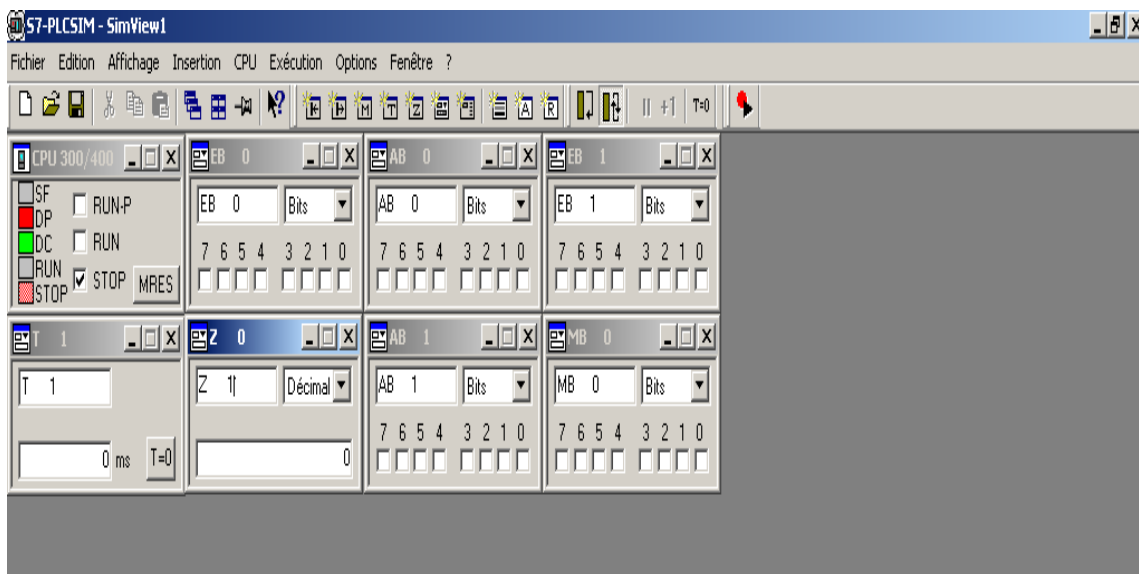 S7-PLCSIM - SimView1
Fichier Edition Affichage Insertion CPU Exécution Options Fenêtre ?
E A M T Z A R II +1 T=0
CPU 300/400
SF
DP
DC
RUN
STOP
RUN-P
RUN
STOP
MRES
EB 0
EB 0 Bits
7 6 5 4 3 2 1 0
AB 0
AB 0 Bits
7 6 5 4 3 2 1 0
EB 1
EB 1 Bits
7 6 5 4 3 2 1 0
T 1
T 1
0 ms T=0
Z 0
Z 1 Décimal
0
AB 1
AB 1 Bits
7 6 5 4 3 2 1 0
MB 0
MB 0 Bits
7 6 5 4 3 2 1 0